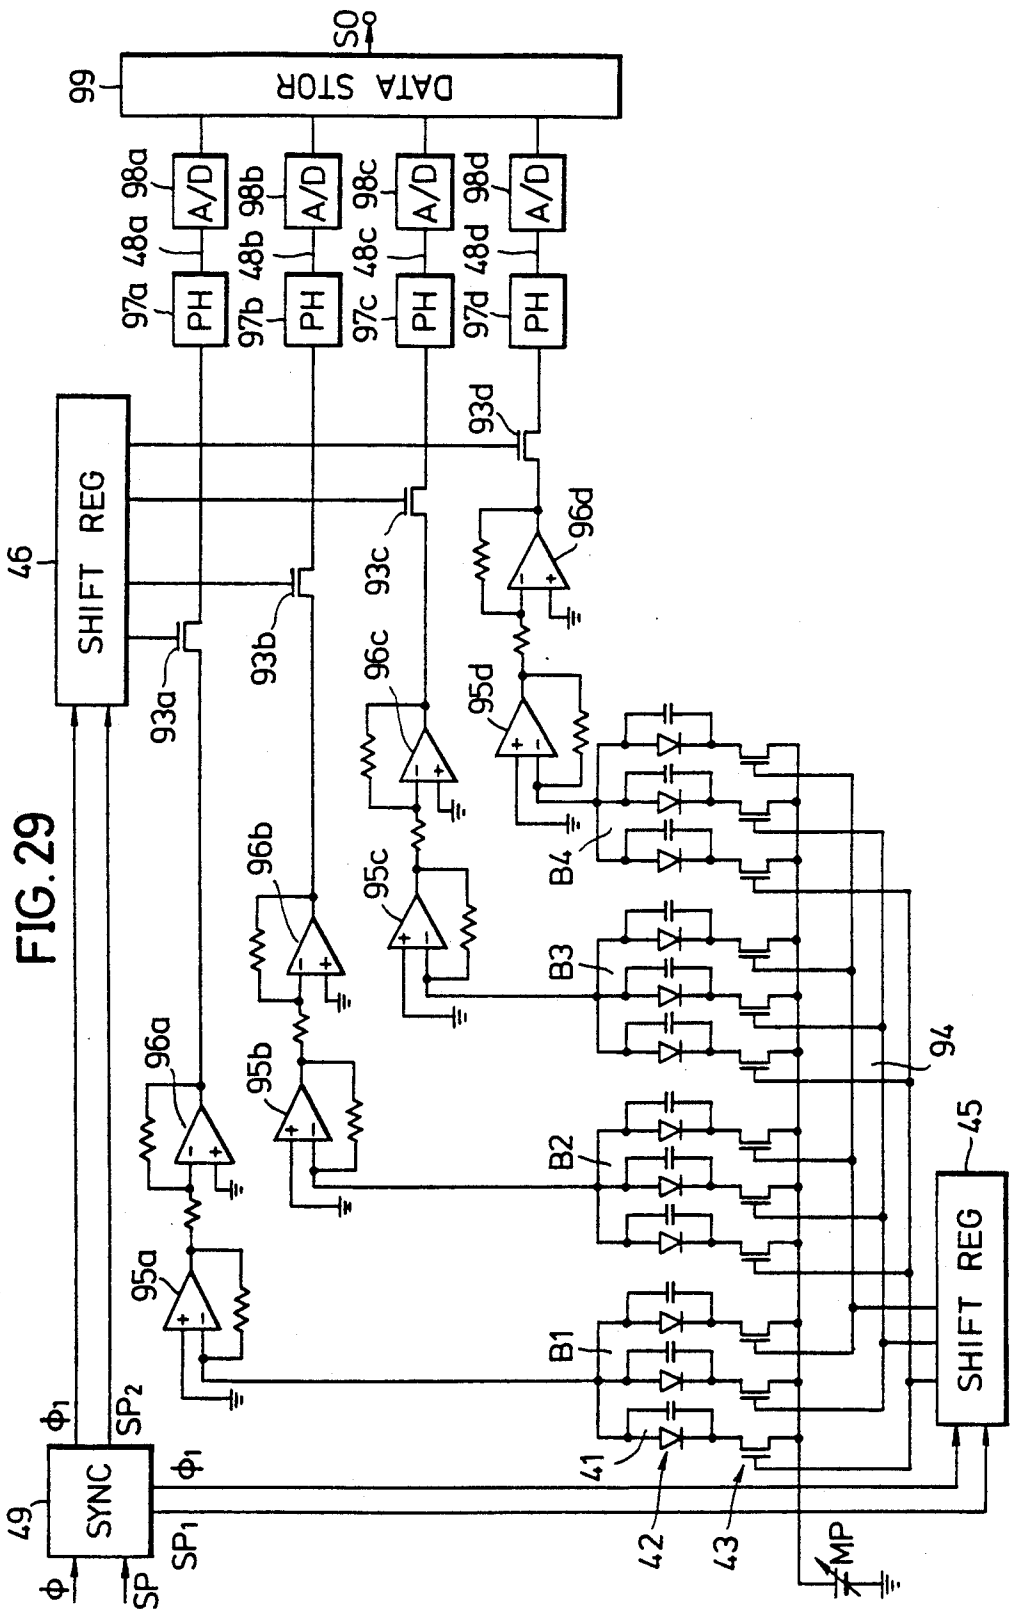 FIG. 29
φ
SP
49
SYNC
φ1
SP2
φ1
SP1
46
SHIFT REG
99
DATA STOR
SO
93a
93b
93c
93d
97a
PH
48a
98a
A/D
97b
PH
48b
98b
A/D
97c
PH
48c
98c
A/D
97d
PH
48d
98d
A/D
95a
+
−
96a
−
+
95b
+
−
96b
−
+
95c
+
−
96c
−
+
95d
+
−
96d
−
+
B1
B2
B3
B4
41
42
43
MP
94
45
SHIFT REG